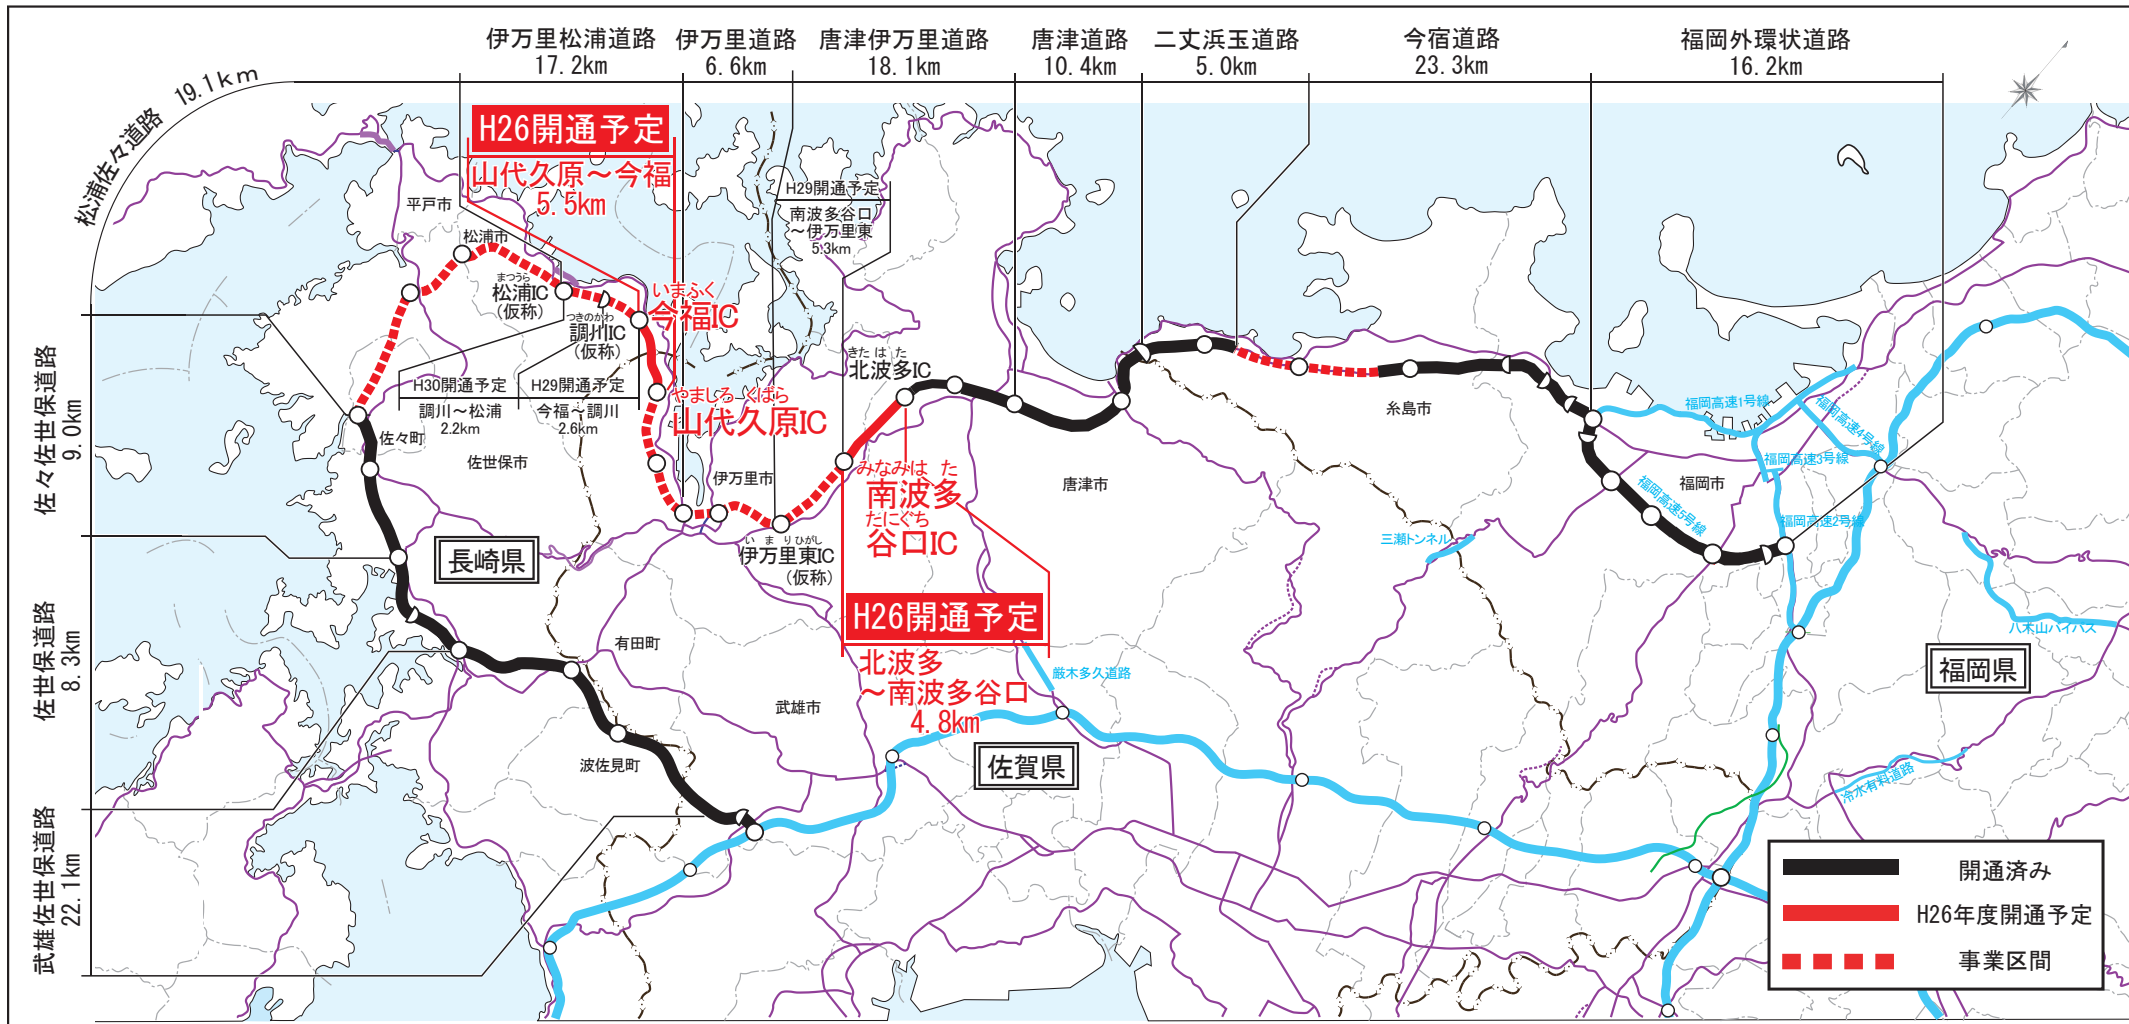 伊万里松浦道路
17.2km
伊万里道路
6.6km
唐津伊万里道路
18.1km
唐津道路
10.4km
二丈浜玉道路
5.0km
今宿道路
23.3km
福岡外環状道路
16.2km
松浦佐々道路 19.1km
佐々佐世保道路
9.0km
佐世保道路
8.3km
武雄佐世保道路
22.1km
H26開通予定
山代久原～今福
5.5km
平戸市
松浦市
まつうら
松浦IC
(仮称)
つきのかわ
調川IC
(仮称)
いまふく
今福IC
H30開通予定
調川～松浦
2.2km
H29開通予定
今福～調川
2.6km
やましろ くばら
山代久原IC
H29開通予定
南波多谷口
～伊万里東
5.3km
きたはた
北波多IC
佐々町
佐世保市
伊万里市
いまりひがし
伊万里東IC
(仮称)
みなみはた
南波多
たにぐち
谷口IC
H26開通予定
北波多
～南波多谷口
4.8km
長崎県
有田町
波佐見町
武雄市
佐賀県
唐津市
厳木多久道路
糸島市
三瀬トンネル
福岡市
福岡高速1号線
福岡高速4号線
福岡高速3号線
福岡高速5号線
福岡高速2号線
八木山バイパス
福岡県
冷水有料道路
開通済み
H26年度開通予定
事業区間